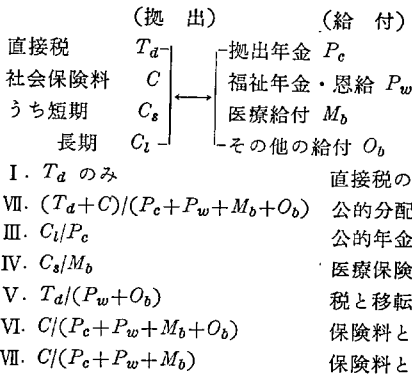 (拠 出) (給 付)
直接税 T_d 拠出年金 P_c
社会保険料 C 福祉年金・恩給 P_w
うち短期 C_s 医療給付 M_b
長期 C_l その他の給付 O_b
Ⅰ. T_d のみ 直接税の
Ⅶ. (T_d+C)/(P_c+P_w+M_b+O_b) 公的分配
Ⅲ. C_l/P_c 公的年金
Ⅳ. C_s/M_b 医療保険
Ⅴ. T_d/(P_w+O_b) 税と移転
Ⅵ. C/(P_c+P_w+M_b+O_b) 保険料と
Ⅶ. C/(P_c+P_w+M_b) 保険料と